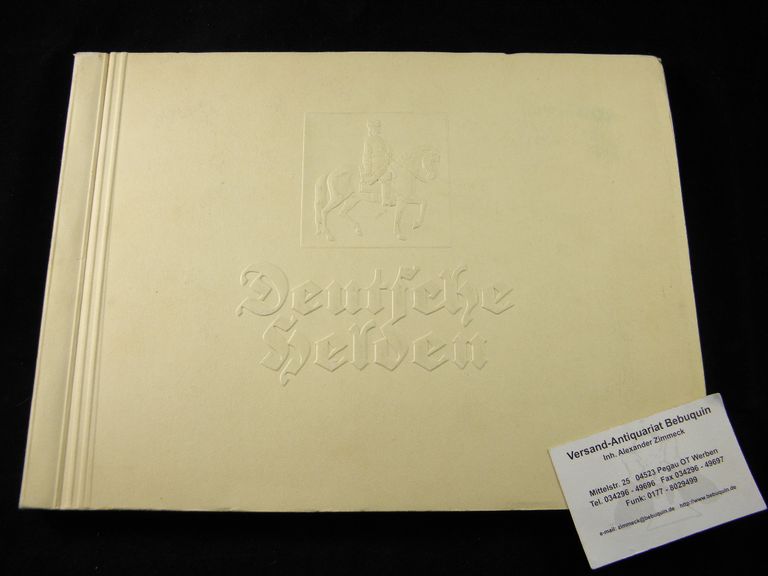 Deutsche
Helden
Versand-Antiquariat Bebuquin
Inh. Alexander Zimmeck
Mittelstr. 25 04523 Pegau OT Werben
Tel. 034296 - 49696 Fax 034296 - 49697
Funk: 0177 - 6029499
e-mail: zimmeck@bebuquin.de http://www.bebuquin.de